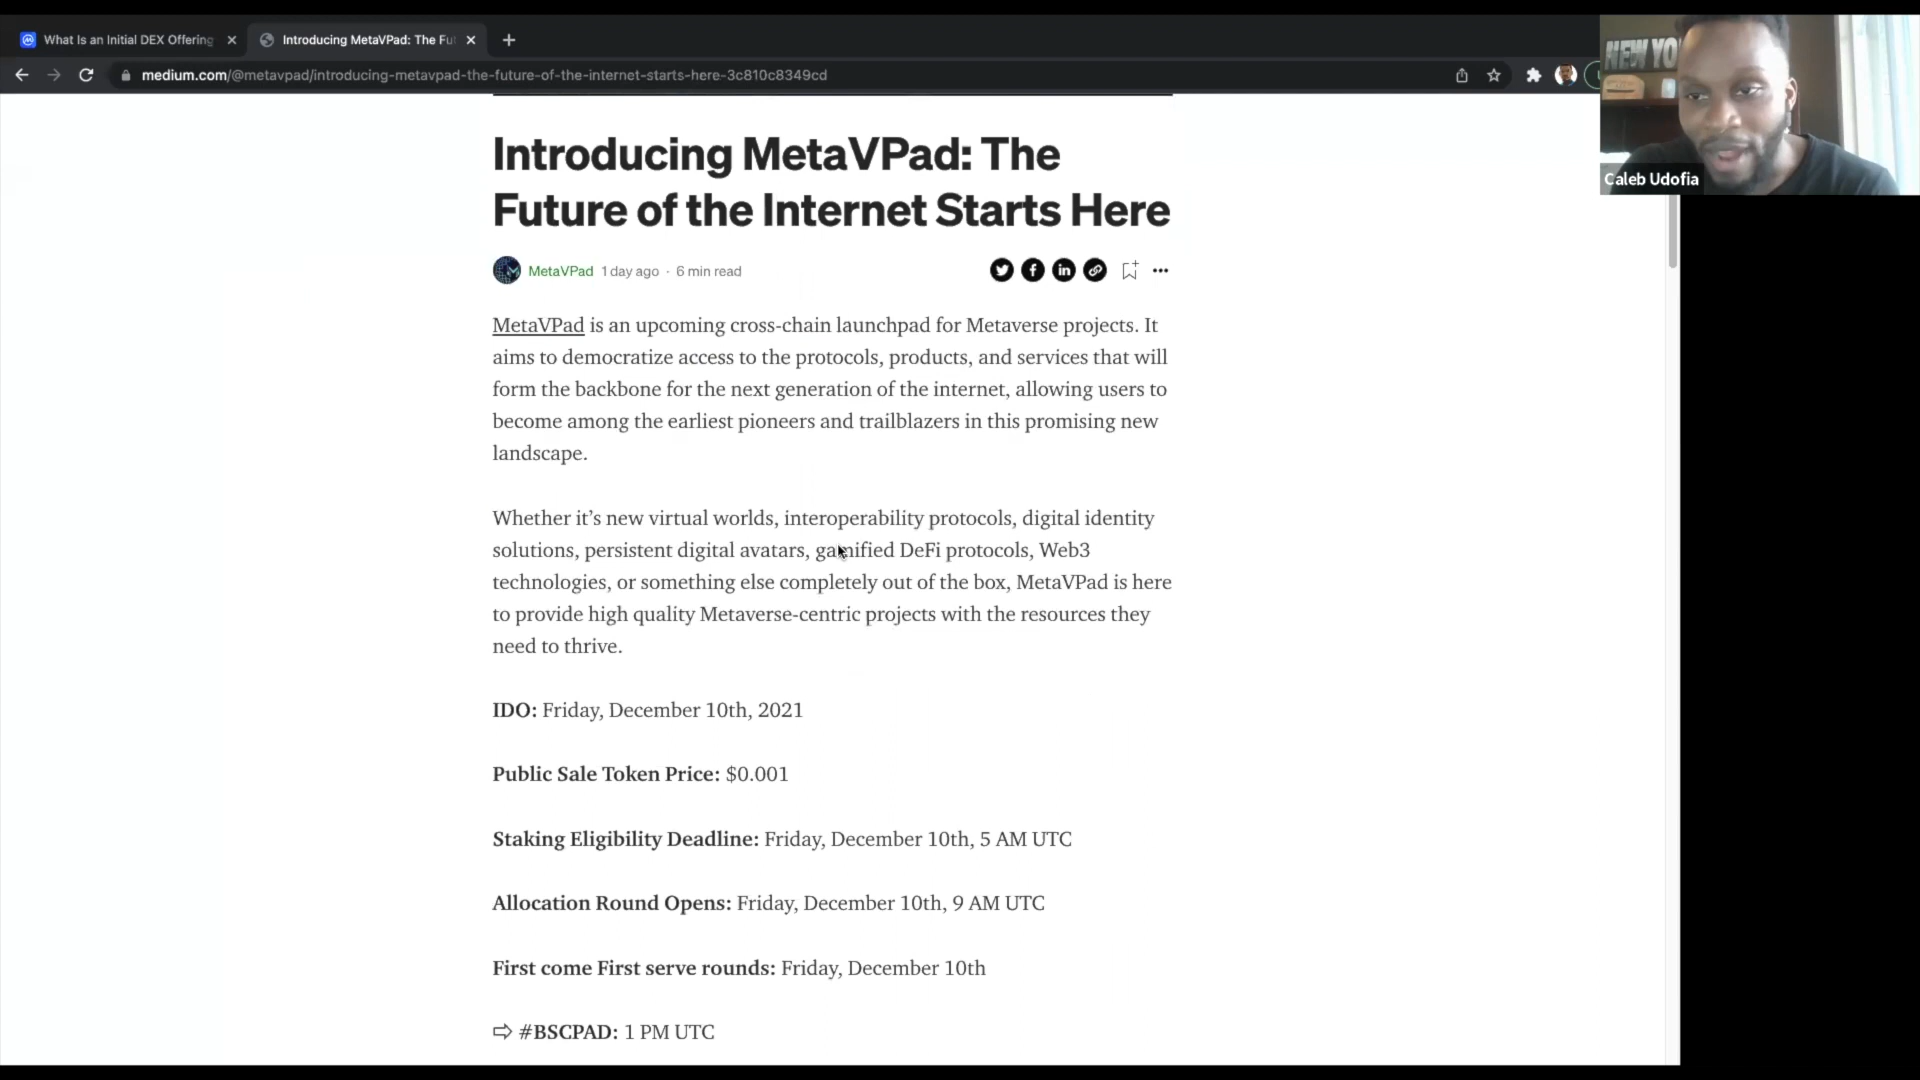 What Is an Initial DEX Offering
Introducing MetaVPad: The Fu
medium.com/@metavpad/introducing-metavpad-the-future-of-the-internet-starts-here-3c810c8349cd
NEW YO
Caleb Udofia
Introducing MetaVPad: The
Future of the Internet Starts Here
MetaVPad 1 day ago · 6 min read
MetaVPad is an upcoming cross-chain launchpad for Metaverse projects. It
aims to democratize access to the protocols, products, and services that will
form the backbone for the next generation of the internet, allowing users to
become among the earliest pioneers and trailblazers in this promising new
landscape.
Whether it’s new virtual worlds, interoperability protocols, digital identity
solutions, persistent digital avatars, gamified DeFi protocols, Web3
technologies, or something else completely out of the box, MetaVPad is here
to provide high quality Metaverse-centric projects with the resources they
need to thrive.
IDO: Friday, December 10th, 2021
Public Sale Token Price: $0.001
Staking Eligibility Deadline: Friday, December 10th, 5 AM UTC
Allocation Round Opens: Friday, December 10th, 9 AM UTC
First come First serve rounds: Friday, December 10th
⇨ #BSCPAD: 1 PM UTC